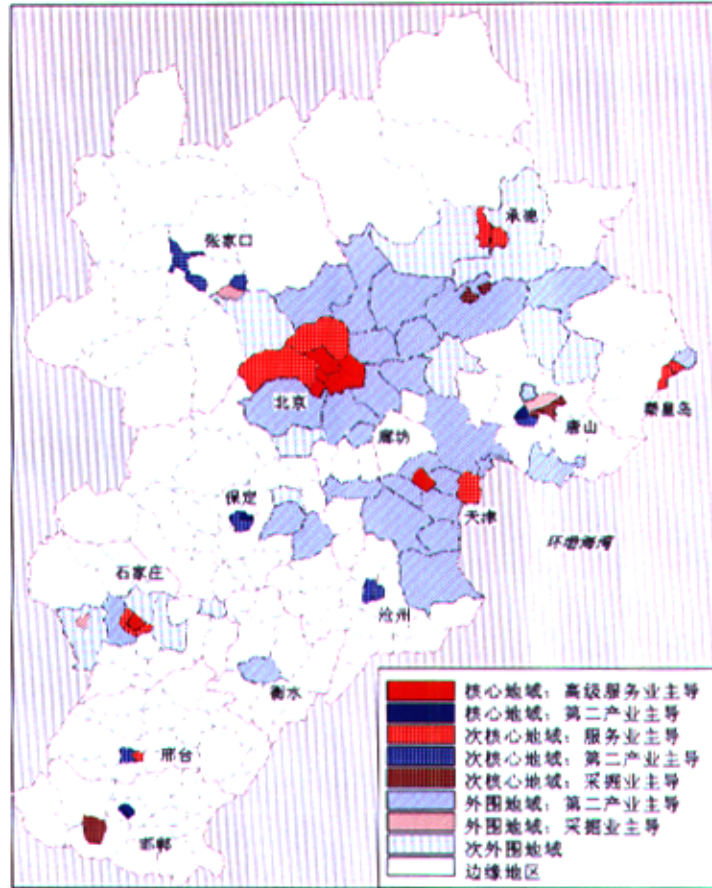 承德
张家口
秦皇岛
北京
唐山
廊坊
保定
天津
环渤海湾
石家庄
沧州
衡水
邢台
邯郸
核心地域：高级服务业主导
核心地域：第二产业主导
次核心地域：服务业主导
次核心地域：第二产业主导
次核心地域：采掘业主导
外围地域：第二产业主导
外围地域：采掘业主导
次外围地域
边缘地区